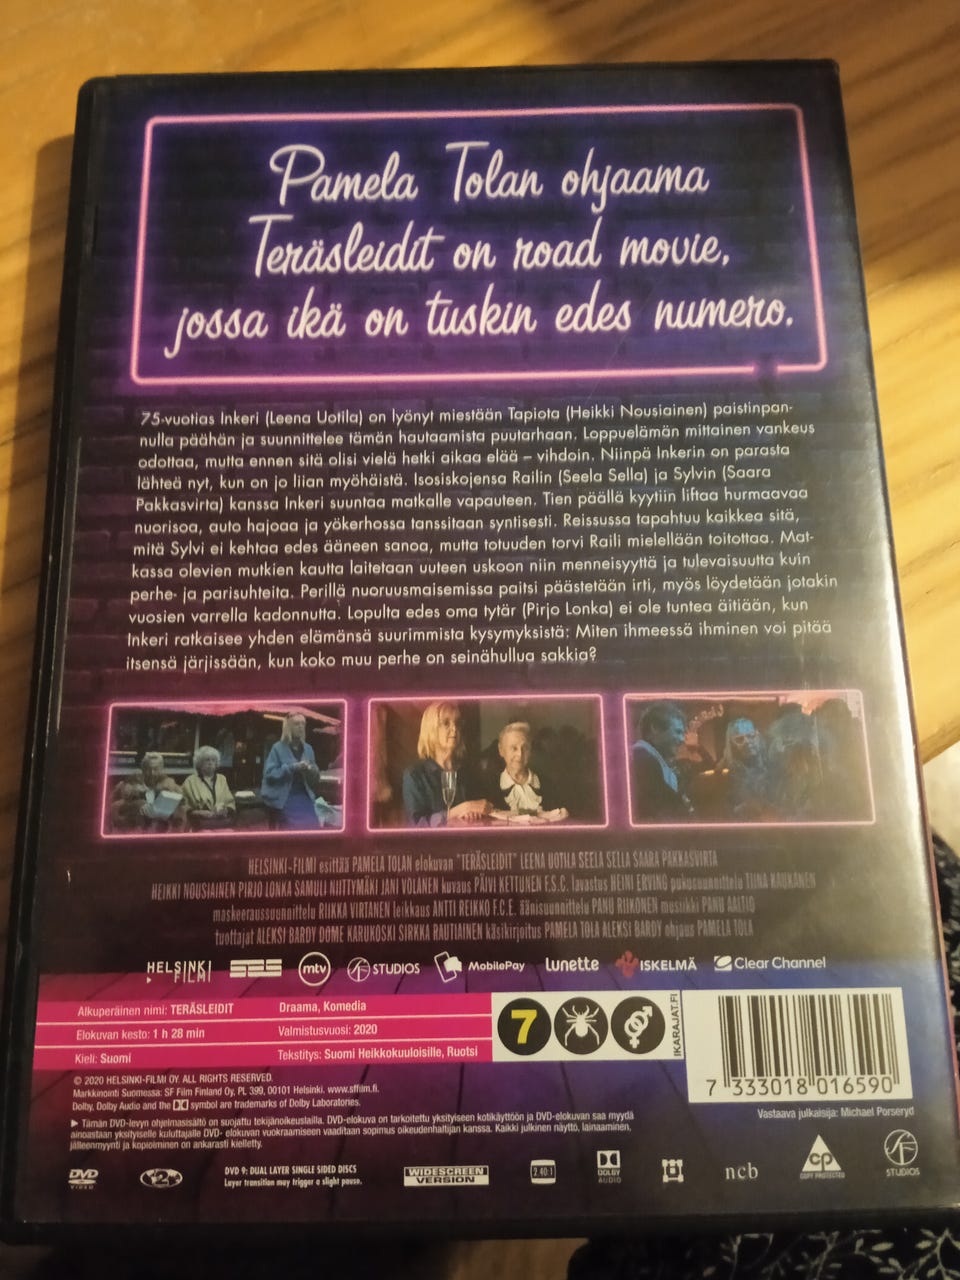 Pamela Tolan ohjaama
Teräsleidit on road movie,
jossa ikä on tuskin edes numero.
75-vuotias Inkeri (Leena Uotila) on lyönyt miestään Tapiota (Heikki Nousiainen) paistinpan-
nulla päähän ja suunnittelee tämän hautaamista puutarhaan. Loppuelämän mittainen vankeus
odottaa, mutta ennen sitä olisi vielä hetki aikaa elää – vihdoin. Niinpä Inkerin on parasta
lähteä nyt, kun on jo liian myöhäistä. Isosiskojensa Railin (Seela Sella) ja Sylvin (Saara
Pakkasvirta) kanssa Inkeri suuntaa matkalle vapauteen. Tien päällä kyytiin liftaa hurmaavaa
nuorisoa, auto hajoaa ja yökerhossa tanssitaan syntisesti. Reissussa tapahtuu kaikkea sitä,
mitä Sylvi ei kehtaa edes ääneen sanoa, mutta totuuden torvi Raili mielellään toitottaa. Mat-
kassa olevien mutkien kautta laitetaan uuteen uskoon niin menneisyyttä ja tulevaisuutta kuin
perhe- ja parisuhteita. Perillä nuoruusmaisemissa paitsi päästetään irti, myös löydetään jotakin
vuosien varrella kadonnutta. Lopulta edes oma tytär (Pirjo Lonka) ei ole tuntea äitiään, kun
Inkeri ratkaisee yhden elämänsä suurimmista kysymyksistä: Miten ihmeessä ihminen voi pitää
itsensä järjissään, kun koko muu perhe on seinähullua sakkia?
HELSINKI-FILMI esittää PAMELA TOLAN elokuvan "TERÄSLEIDIT" LEENA UOTILA SEELA SELLA SAARA PAKKASVIRTA
HEIKKI NOUSIAINEN PIRJO LONKA SAMULI NIITTYMÄKI JANI VOLANEN kuvaus PÄIVI KETTUNEN F.S.C. lavastus HEINI ERVING pukusuunnittelu TIINA KAUKANEN
maskeeraussuunnittelu RIIKKA VIRTANEN leikkaus ANTTI REIKKO F.C.E. äänisuunnittelu PANU RIIKONEN musiikki PANU AALTIO
tuottajat ALEKSI BARDY DOME KARUKOSKI SIRKKA RAUTIAINEN käsikirjoitus PAMELA TOLA ALEKSI BARDY ohjaus PAMELA TOLA
HELSINKI FILMI SES mtv SF STUDIOS MobilePay lunette ISKELMÄ Clear Channel
Alkuperäinen nimi: TERÄSLEIDIT Draama, Komedia
Elokuvan kesto: 1 h 28 min Valmistusvuosi: 2020
Kieli: Suomi Tekstitys: Suomi Heikkokuuloisille, Ruotsi
7
IKARAJAT.FI
7 333018 016590
© 2020 HELSINKI-FILMI OY. ALL RIGHTS RESERVED.
Markkinointi Suomessa: SF Film Finland Oy, PL 399, 00101 Helsinki. www.sffilm.fi.
Dolby, Dolby Audio and the symbol are trademarks of Dolby Laboratories.
Vastaava julkaisija: Michael Porseryd
► Tämän DVD-levyn ohjelmasisältö on suojattu tekijänoikeustailla. DVD-elokuva on tarkoitettu yksityiseen kotikäyttöön ja DVD-elokuvan saa myydä
ainoastaan yksityiselle kuluttajalle DVD- elokuvan vuokraamiseen vaaditaan sopimus oikeudenhaltijan kanssa. Kaikki julkinen näyttö, lainaaminen,
jälleenmyynti ja kopioiminen on ankarasti kielletty.
DVD VIDEO
2
DVD 9: DUAL LAYER SINGLE SIDED DISCS
Layer transition may trigger a slight pause.
WIDESCREEN
VERSION
2.40:1
DOLBY
AUDIO
ncb
CP
COPY PROTECTED
SF STUDIOS